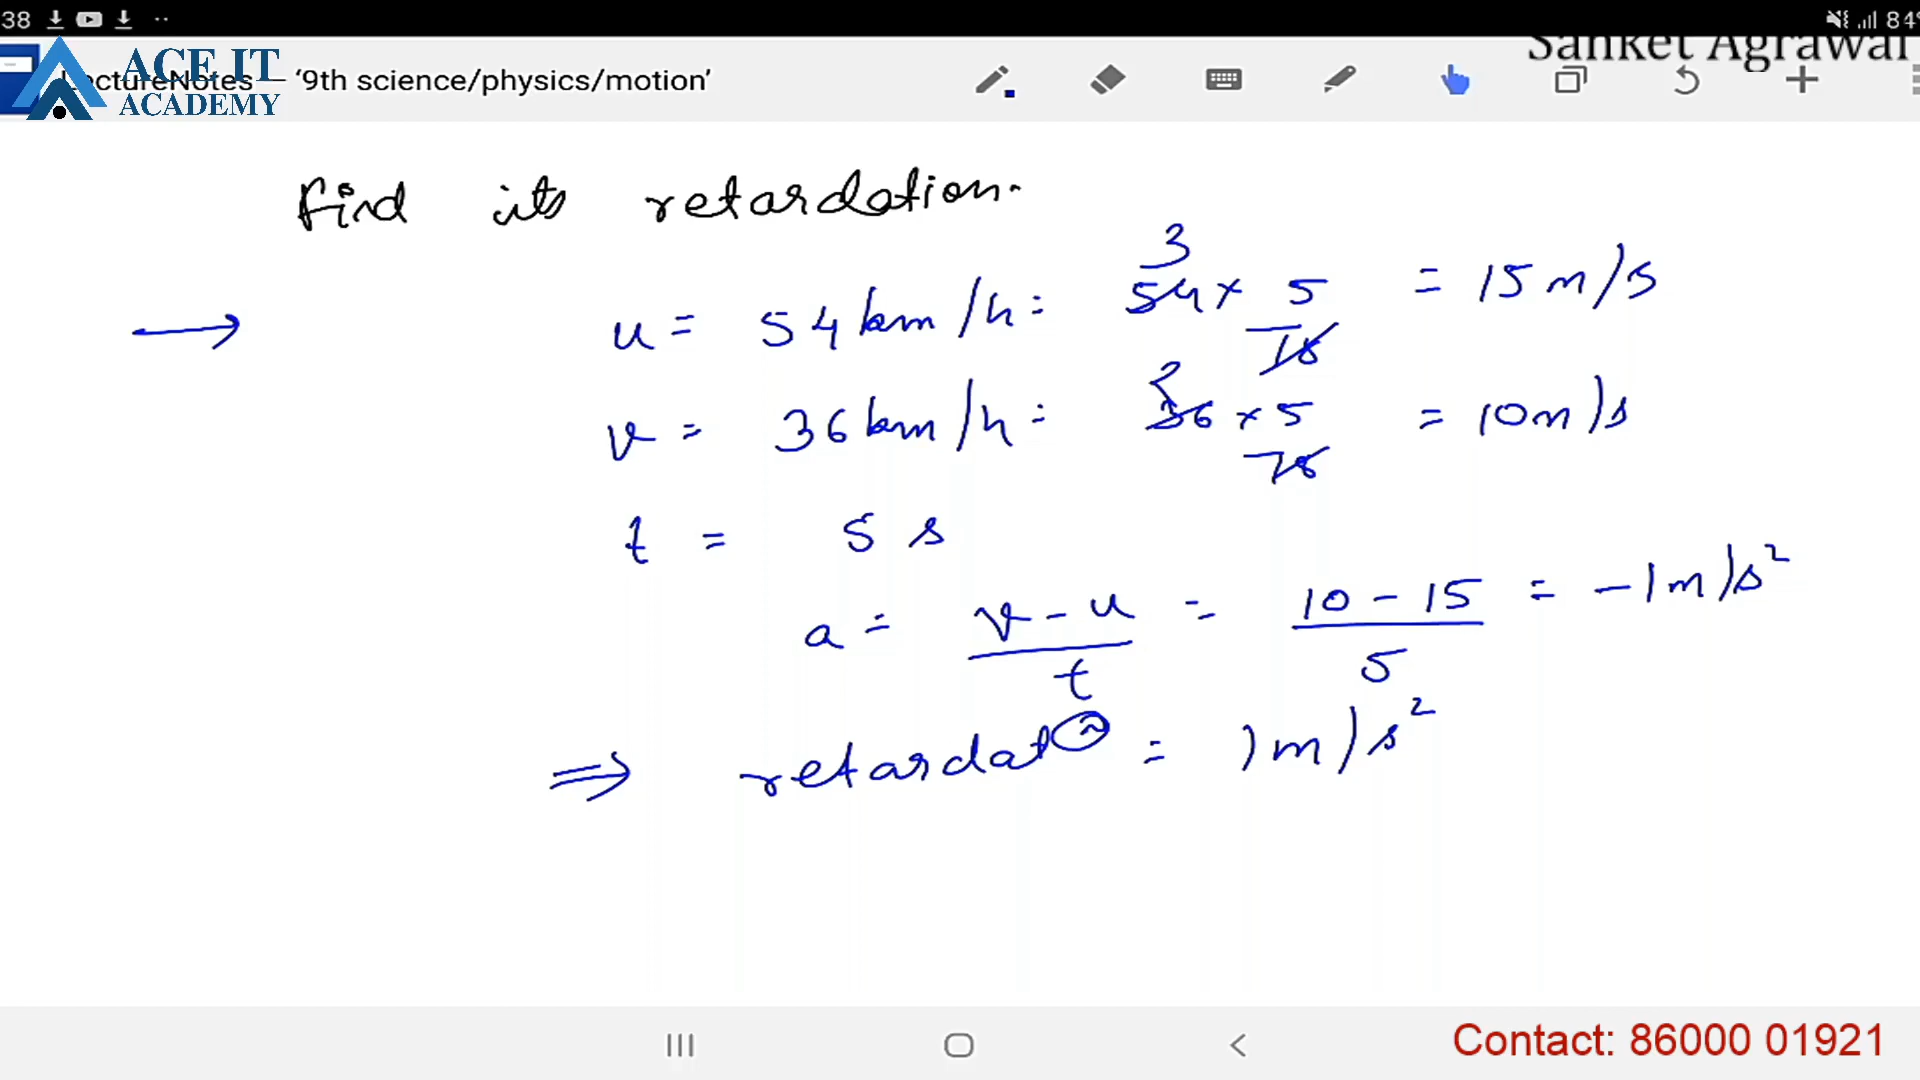 38 84%
Sanket Agrawal
ACE IT
ACADEMY
LectureNotes – ‘9th science/physics/motion’
find its retardation.
u = 54 km/h = 54 × 5/18 = 15 m/s
3
v = 36 km/h = 36 × 5/18 = 10 m/s
2
t = 5 s
a = v - u / t = 10 - 15 / 5 = -1 m/s²
⇒ retardatⁿ = 1 m/s²
Contact: 86000 01921